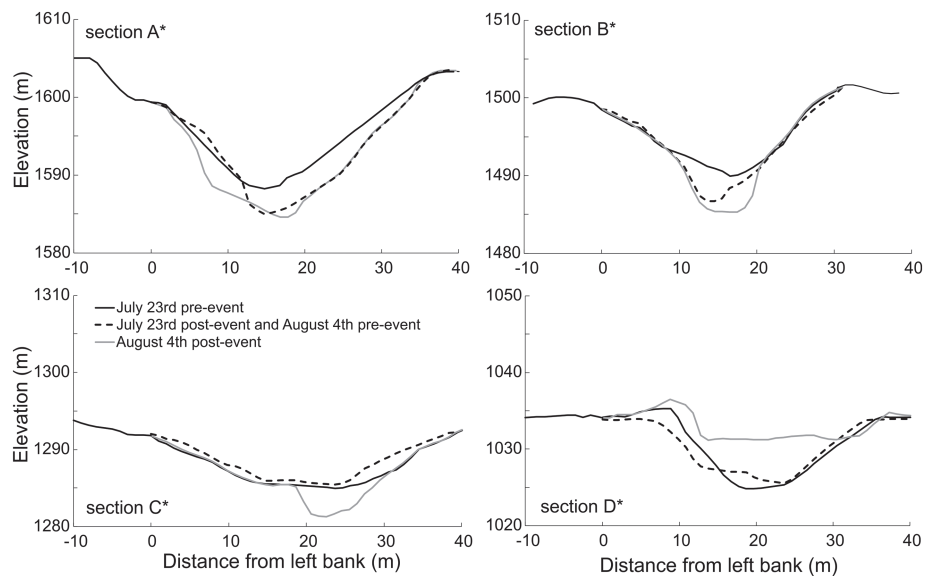 section A*
Elevation (m)
1610
1600
1590
1580
-10 0 10 20 30 40
section B*
1510
1500
1490
1480
-10 0 10 20 30 40
July 23rd pre-event
July 23rd post-event and August 4th pre-event
August 4th post-event
section C*
Elevation (m)
1310
1300
1290
1280
-10 0 10 20 30 40
Distance from left bank (m)
section D*
1050
1040
1030
1020
-10 0 10 20 30 40
Distance from left bank (m)